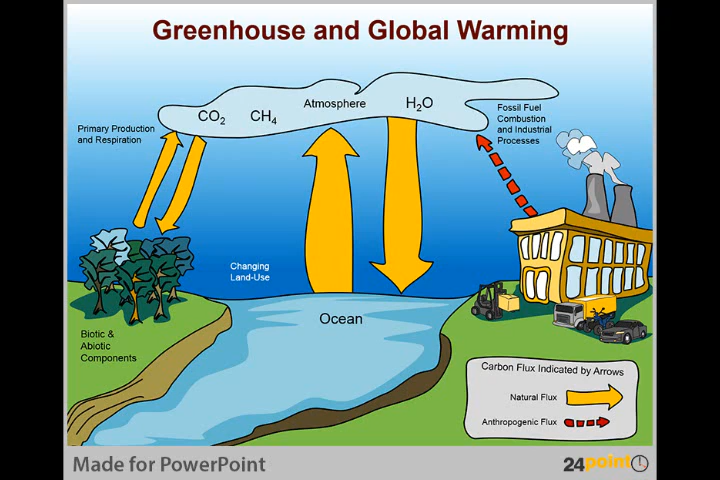 Greenhouse and Global Warming
CO₂
CH₄
Atmosphere
H₂O
Fossil Fuel
Combustion
and Industrial
Processes
Primary Production
and Respiration
Changing
Land-Use
Ocean
Biotic &
Abiotic
Components
Carbon Flux Indicated by Arrows
Natural Flux
Anthropogenic Flux
Made for PowerPoint
24point0